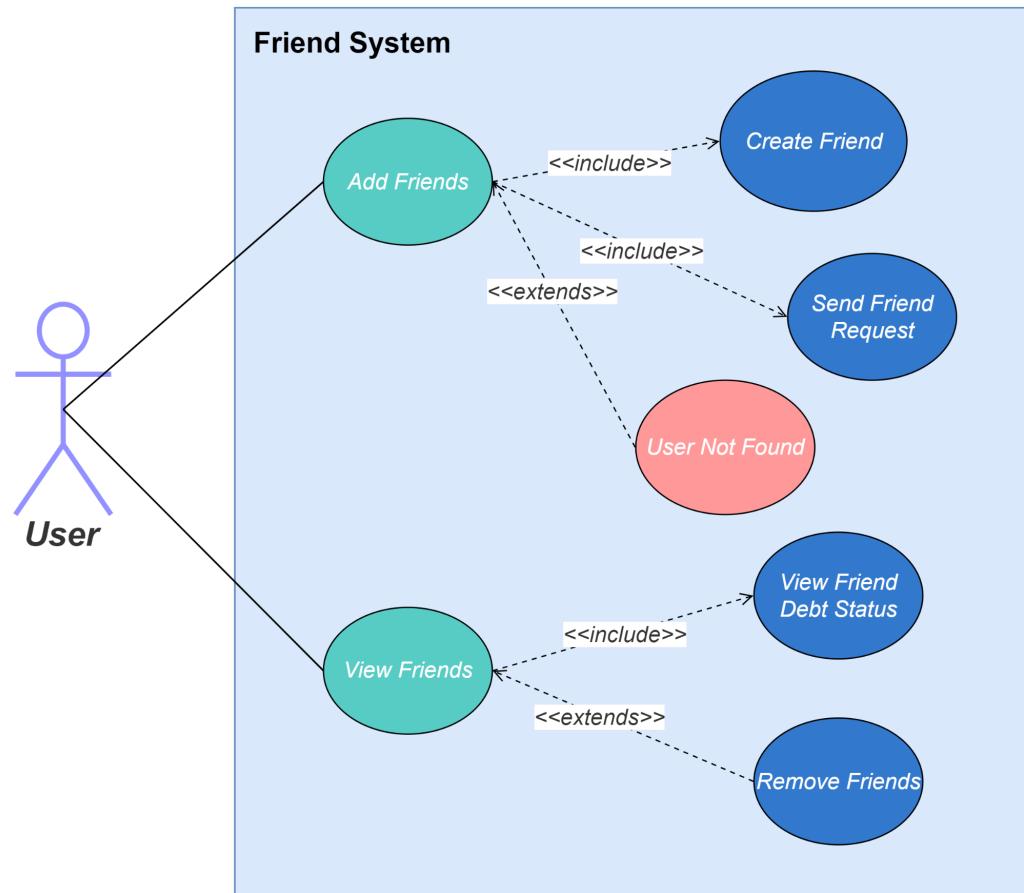 Friend System
Create Friend
<<include>>
Add Friends
<<include>>
<<extends>>
Send Friend
Request
User Not Found
User
View Friend
Debt Status
<<include>>
View Friends
<<extends>>
Remove Friends